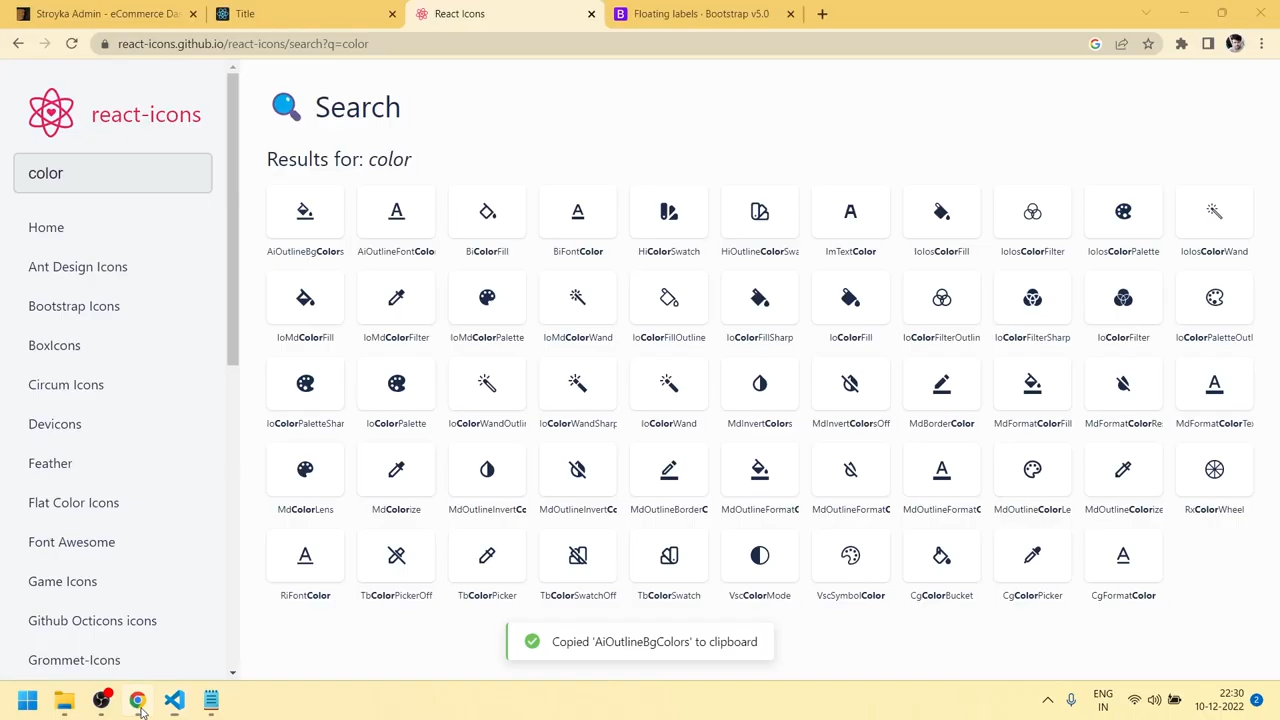 Stroyka Admin - eCommerce Da
Title
React Icons
Floating labels · Bootstrap v5.0
react-icons.github.io/react-icons/search?q=color
react-icons
color
Home
Ant Design Icons
Bootstrap Icons
BoxIcons
Circum Icons
Devicons
Feather
Flat Color Icons
Font Awesome
Game Icons
Github Octicons icons
Grommet-Icons
Search
Results for: color
AiOutlineBgColors AiOutlineFontColo BiColorFill BiFontColor HiColorSwatch HiOutlineColorSwa ImTextColor IoIosColorFill IoIosColorFilter IoIosColorPalette IoIosColorWand
IoMdColorFill IoMdColorFilter IoMdColorPalette IoMdColorWand IoColorFillOutline IoColorFillSharp IoColorFill IoColorFilterOutlin IoColorFilterSharp IoColorFilter IoColorPaletteOutl
IoColorPaletteShar IoColorPalette IoColorWandOutlin IoColorWandSharp IoColorWand MdInvertColors MdInvertColorsOff MdBorderColor MdFormatColorFill MdFormatColorRe MdFormatColorTe
MdColorLens MdColorize MdOutlineInvertCo MdOutlineInvertCo MdOutlineBorderC MdOutlineFormatC MdOutlineFormatC MdOutlineFormatC MdOutlineColorLe MdOutlineColorize RxColorWheel
RiFontColor TbColorPickerOff TbColorPicker TbColorSwatchOff TbColorSwatch VscColorMode VscSymbolColor CgColorBucket CgColorPicker CgFormatColor
Copied 'AiOutlineBgColors' to clipboard
ENG
IN
22:30
10-12-2022
2